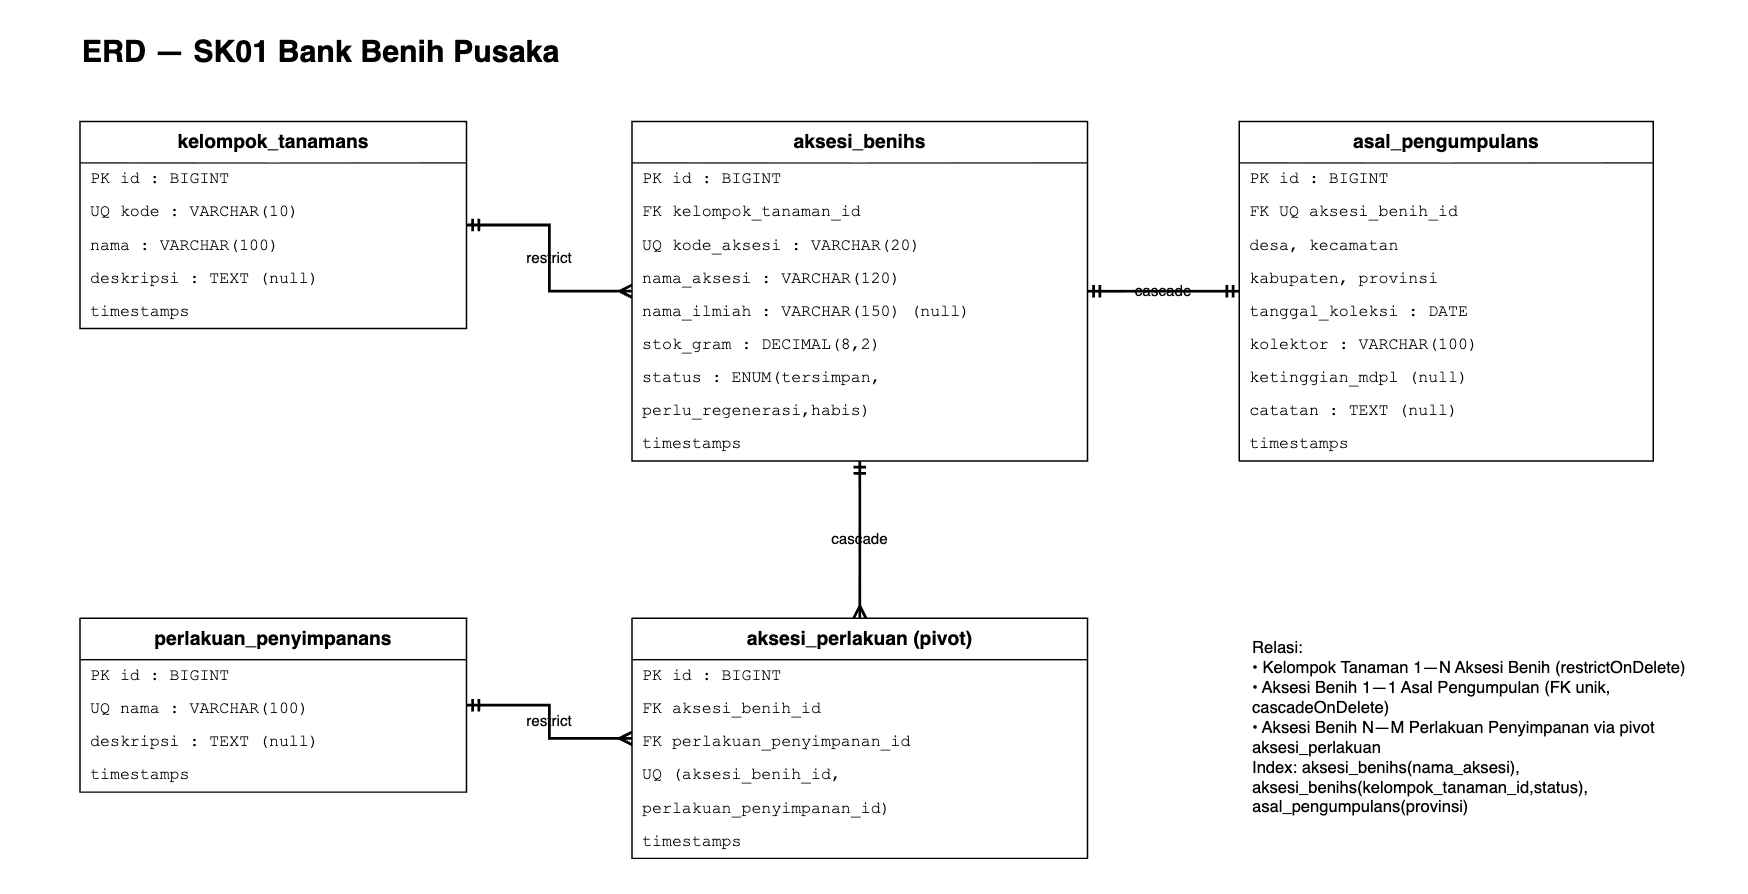 ERD — SK01 Bank Benih Pusaka
kelompok_tanamans
PK id : BIGINT
UQ kode : VARCHAR(10)
nama : VARCHAR(100)
deskripsi : TEXT (null)
timestamps
restrict
aksesi_benihs
PK id : BIGINT
FK kelompok_tanaman_id
UQ kode_aksesi : VARCHAR(20)
nama_aksesi : VARCHAR(120)
nama_ilmiah : VARCHAR(150) (null)
stok_gram : DECIMAL(8,2)
status : ENUM(tersimpan,
perlu_regenerasi,habis)
timestamps
cascade
asal_pengumpulans
PK id : BIGINT
FK UQ aksesi_benih_id
desa, kecamatan
kabupaten, provinsi
tanggal_koleksi : DATE
kolektor : VARCHAR(100)
ketinggian_mdpl (null)
catatan : TEXT (null)
timestamps
cascade
perlakuan_penyimpanans
PK id : BIGINT
UQ nama : VARCHAR(100)
deskripsi : TEXT (null)
timestamps
restrict
aksesi_perlakuan (pivot)
PK id : BIGINT
FK aksesi_benih_id
FK perlakuan_penyimpanan_id
UQ (aksesi_benih_id,
perlakuan_penyimpanan_id)
timestamps
Relasi:
• Kelompok Tanaman 1—N Aksesi Benih (restrictOnDelete)
• Aksesi Benih 1—1 Asal Pengumpulan (FK unik,
cascadeOnDelete)
• Aksesi Benih N—M Perlakuan Penyimpanan via pivot
aksesi_perlakuan
Index: aksesi_benihs(nama_aksesi),
aksesi_benihs(kelompok_tanaman_id,status),
asal_pengumpulans(provinsi)